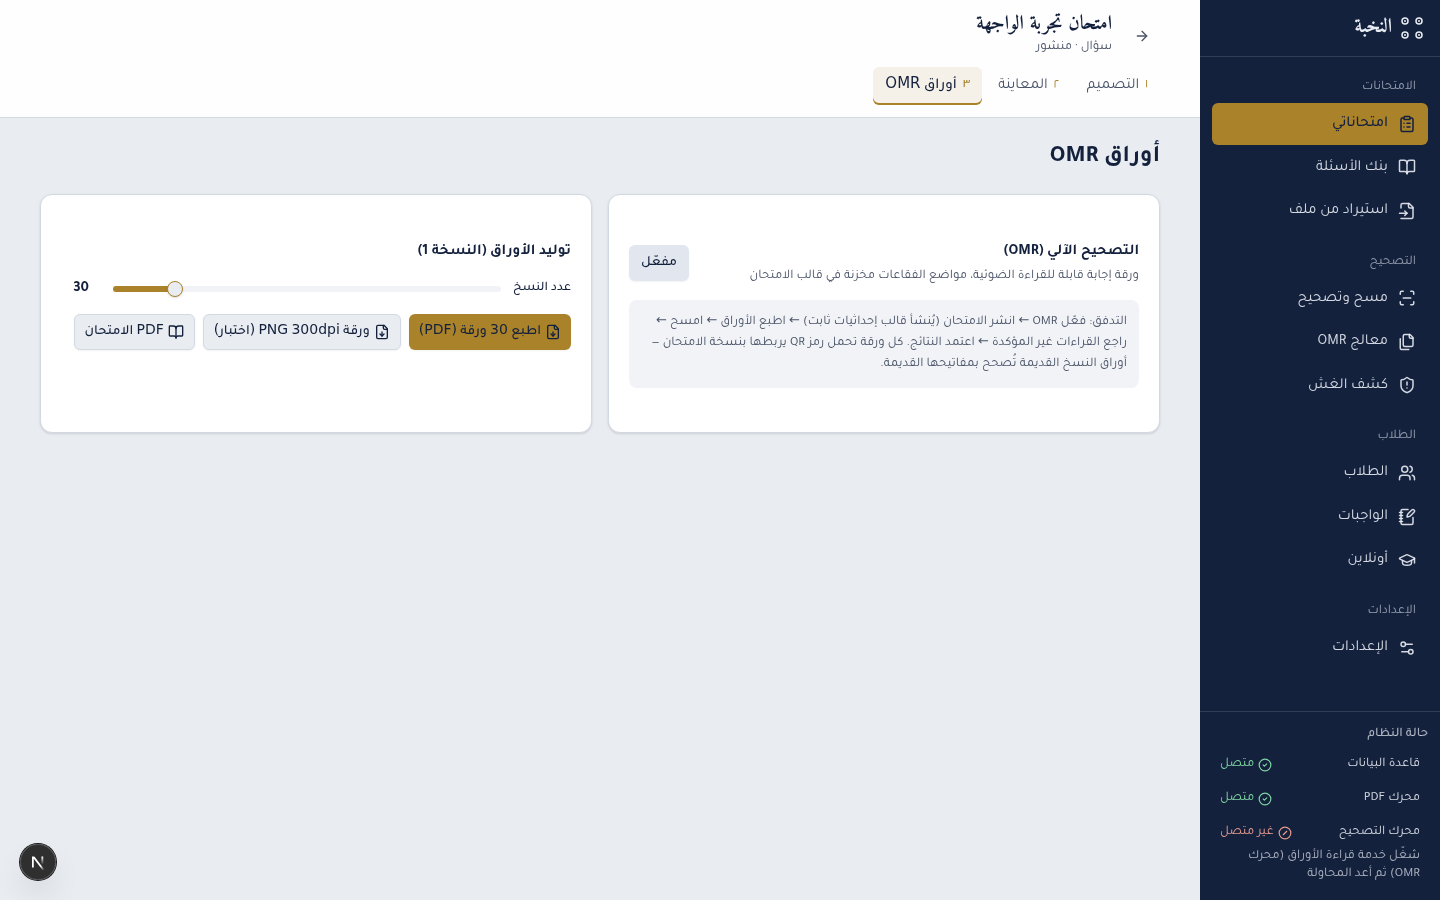 النخبة
الامتحانات
امتحاناتي
بنك الأسئلة
استيراد من ملف
التصحيح
مسح وتصحيح
معالج OMR
كشف الغش
الطلاب
الطلاب
الواجبات
أونلاين
الإعدادات
الإعدادات
حالة النظام
قاعدة البيانات متصل
محرك PDF متصل
محرك التصحيح غير متصل
شغّل خدمة قراءة الأوراق (محرك
OMR) ثم أعد المحاولة
امتحان تجربة الواجهة
سؤال · منشور
١ التصميم ٢ المعاينة ٣ أوراق OMR
أوراق OMR
التصحيح الآلي (OMR)
مفعّل
ورقة إجابة قابلة للقراءة الضوئية، مواضع الفقاعات مخزنة في قالب الامتحان
التدفق: فعّل OMR ← انشر الامتحان (يُنشأ قالب إحداثيات ثابت) ← اطبع الأوراق ← امسح ←
راجع القراءات غير المؤكدة ← اعتمد النتائج. كل ورقة تحمل رمز QR يربطها بنسخة الامتحان —
أوراق النسخ القديمة تُصحح بمفاتيحها القديمة.
توليد الأوراق (النسخة 1)
عدد النسخ 30
اطبع 30 ورقة (PDF) ورقة PNG 300dpi (اختبار) PDF الامتحان
N